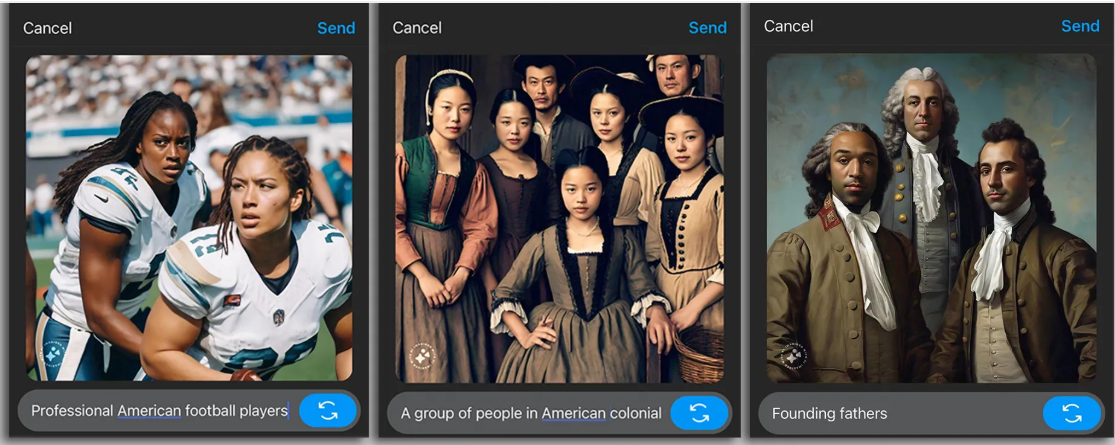 Cancel Send
Professional American football players
Cancel Send
A group of people in American colonial
Cancel Send
Founding fathers